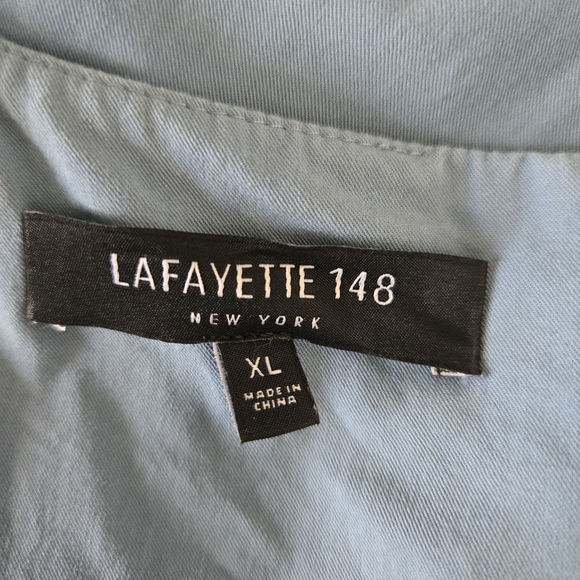 LAFAYETTE 148
NEW YORK
XL
MADE IN
CHINA